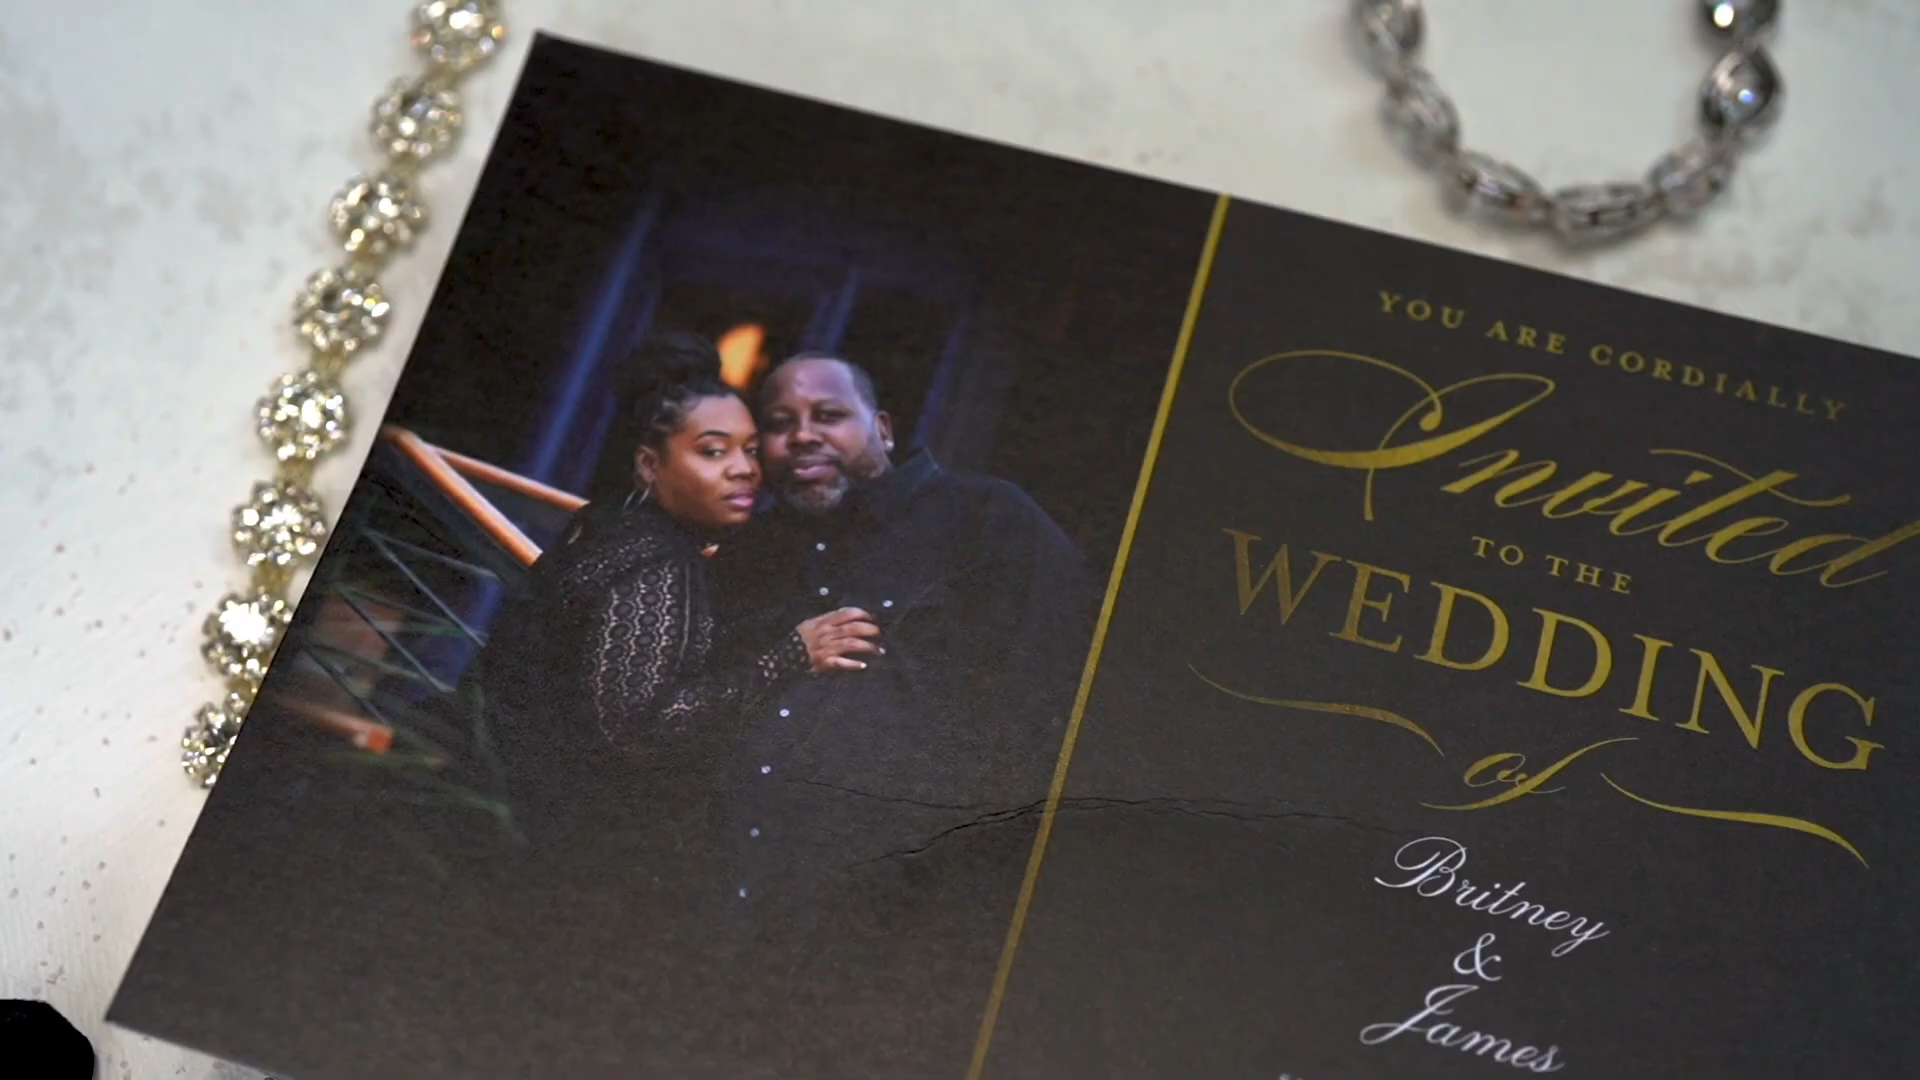 YOU ARE CORDIALLY
Invited
TO THE
WEDDING
of
Britney
&
James